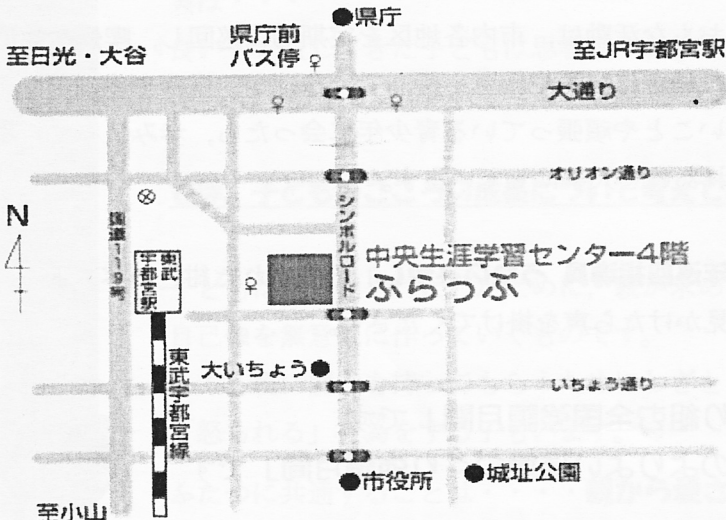 ●県庁
県庁前
バス停
至日光・大谷
至JR宇都宮駅
大通り
オリオン通り
シンボルロード
国道119号
N
東武
宇都宮駅
中央生涯学習センター4階
ふらっぷ
東武宇都宮線
大いちょう●
いちょう通り
●市役所
●城址公園
至小山